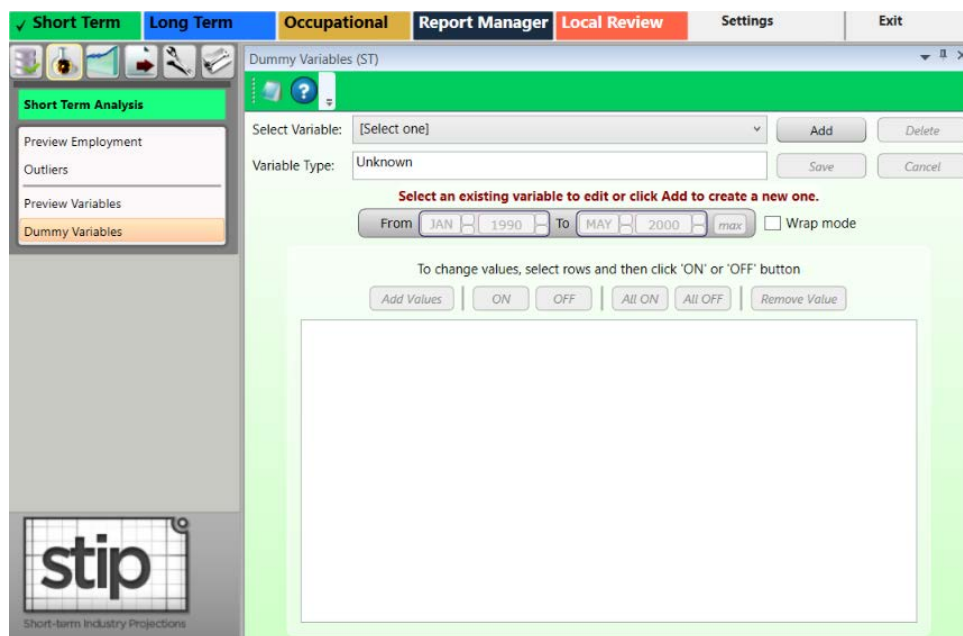 ✓ Short Term Long Term Occupational Report Manager Local Review Settings Exit
Dummy Variables (ST)
Short Term Analysis
Preview Employment
Outliers
Preview Variables
Dummy Variables
Select Variable: [Select one] Add Delete
Variable Type: Unknown Save Cancel
Select an existing variable to edit or click Add to create a new one.
From JAN 1990 To MAY 2000 max Wrap mode
To change values, select rows and then click 'ON' or 'OFF' button
Add Values ON OFF All ON All OFF Remove Value
stip
Short-term Industry Projections